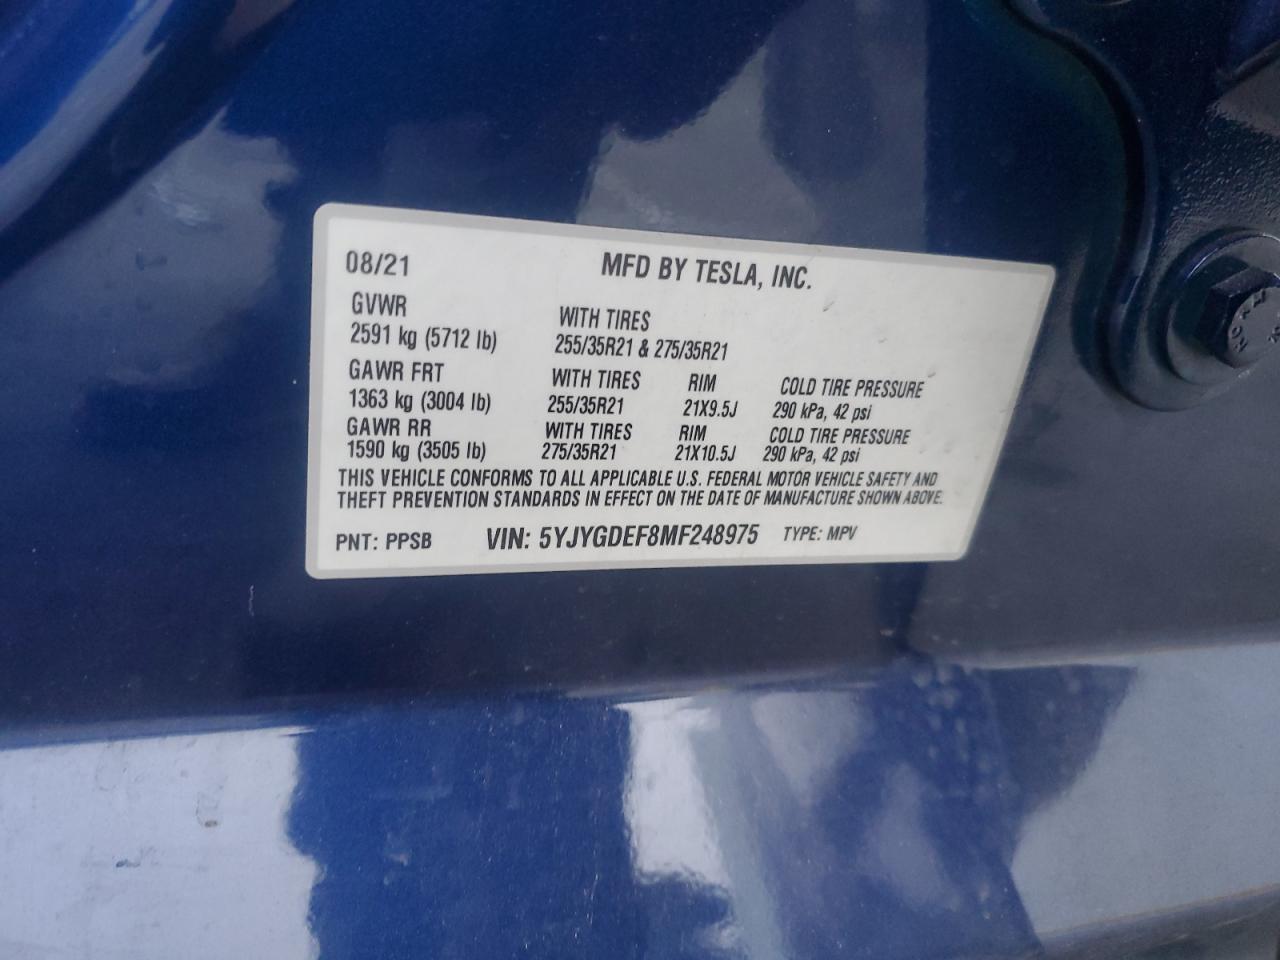 08/21 MFD BY TESLA, INC.
GVWR WITH TIRES
2591 kg (5712 lb) 255/35R21 & 275/35R21
GAWR FRT WITH TIRES RIM COLD TIRE PRESSURE
1363 kg (3004 lb) 255/35R21 21X9.5J 290 kPa, 42 psi
GAWR RR WITH TIRES RIM COLD TIRE PRESSURE
1590 kg (3505 lb) 275/35R21 21X10.5J 290 kPa, 42 psi
THIS VEHICLE CONFORMS TO ALL APPLICABLE U.S. FEDERAL MOTOR VEHICLE SAFETY AND
THEFT PREVENTION STANDARDS IN EFFECT ON THE DATE OF MANUFACTURE SHOWN ABOVE.
PNT: PPSB VIN: 5YJYGDEF8MF248975 TYPE: MPV